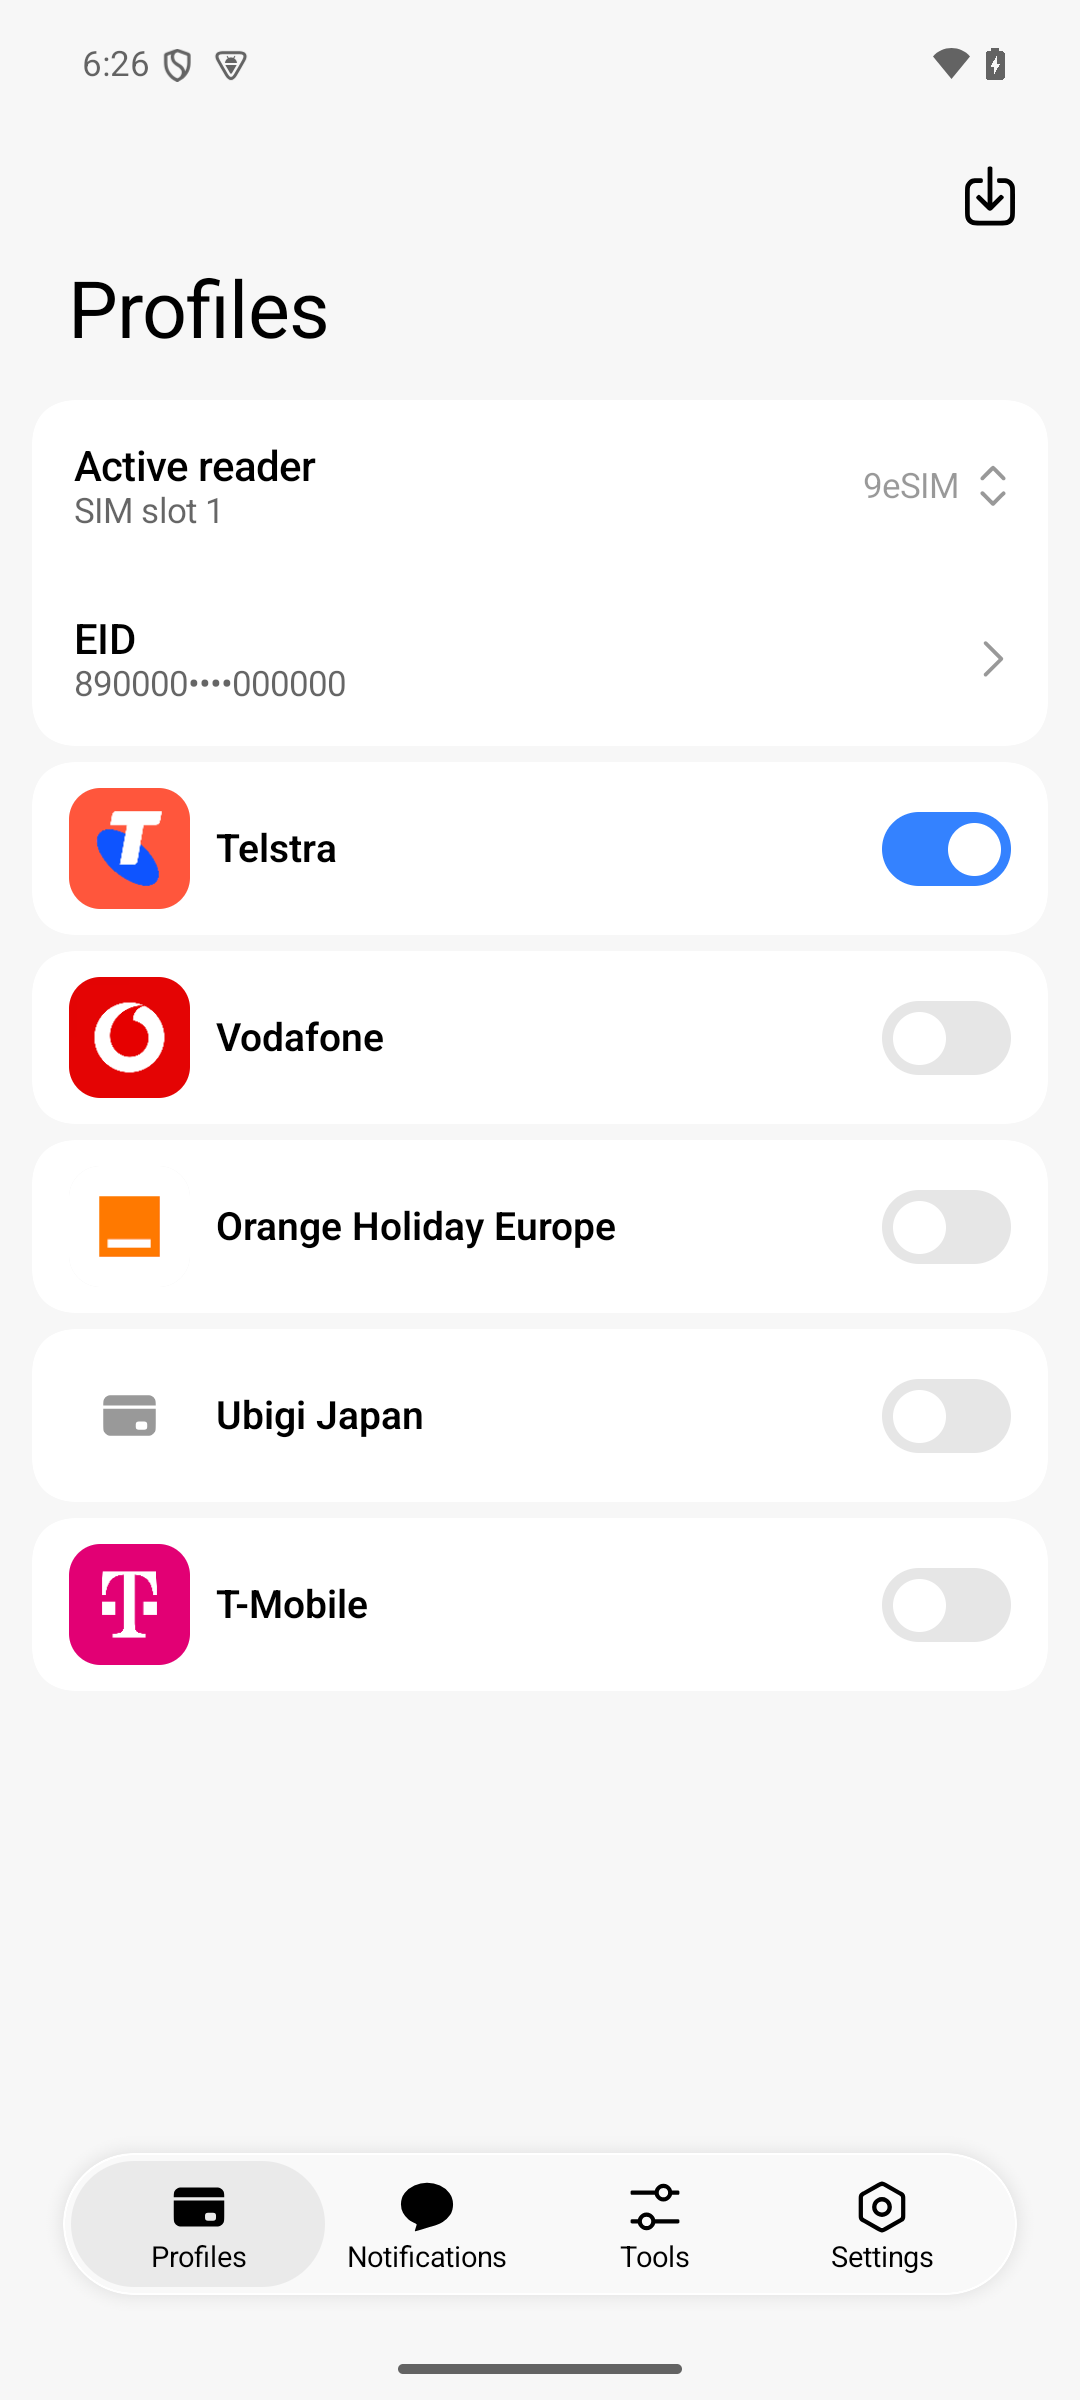 6:26
Profiles
Active reader
SIM slot 1
9eSIM
EID
890000••••000000
Telstra
Vodafone
Orange Holiday Europe
Ubigi Japan
T-Mobile
Profiles
Notifications
Tools
Settings